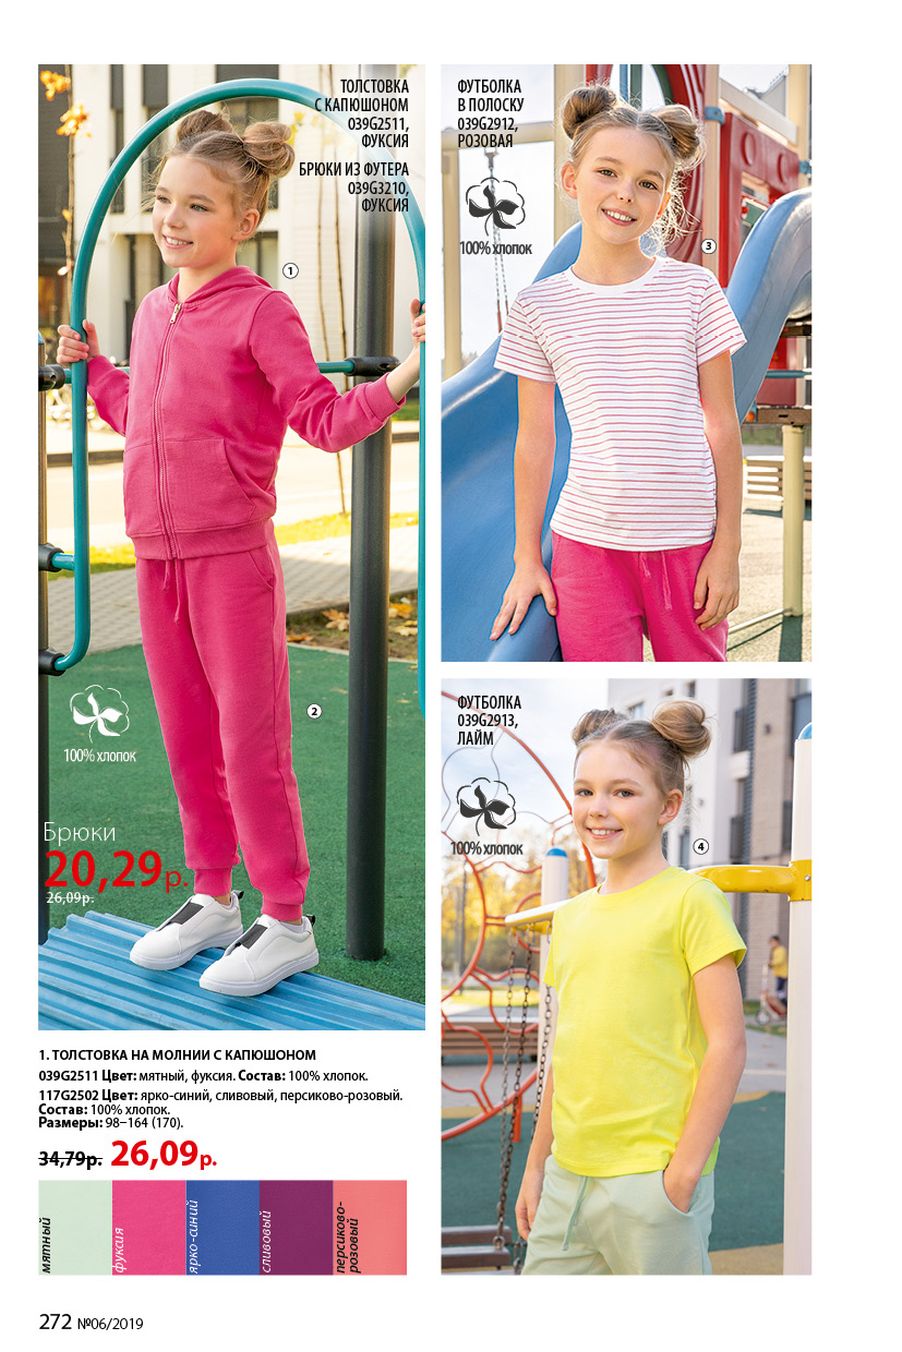 ТОЛСТОВКА
С КАПЮШОНОМ
039G2511,
ФУКСИЯ
БРЮКИ ИЗ ФУТЕРА
039G3210,
ФУКСИЯ
1
2
100% хлопок
Брюки
20,29р.
26,09р.
ФУТБОЛКА
В ПОЛОСКУ
039G2912,
РОЗОВАЯ
100% хлопок
3
ФУТБОЛКА
039G2913,
ЛАЙМ
100% хлопок
4
1. ТОЛСТОВКА НА МОЛНИИ С КАПЮШОНОМ
039G2511 Цвет: мятный, фуксия. Состав: 100% хлопок.
117G2502 Цвет: ярко-синий, сливовый, персиково-розовый.
Состав: 100% хлопок.
Размеры: 98–164 (170).
34,79р. 26,09р.
мятный
фуксия
ярко-синий
сливовый
персиково-
розовый
272 №06/2019